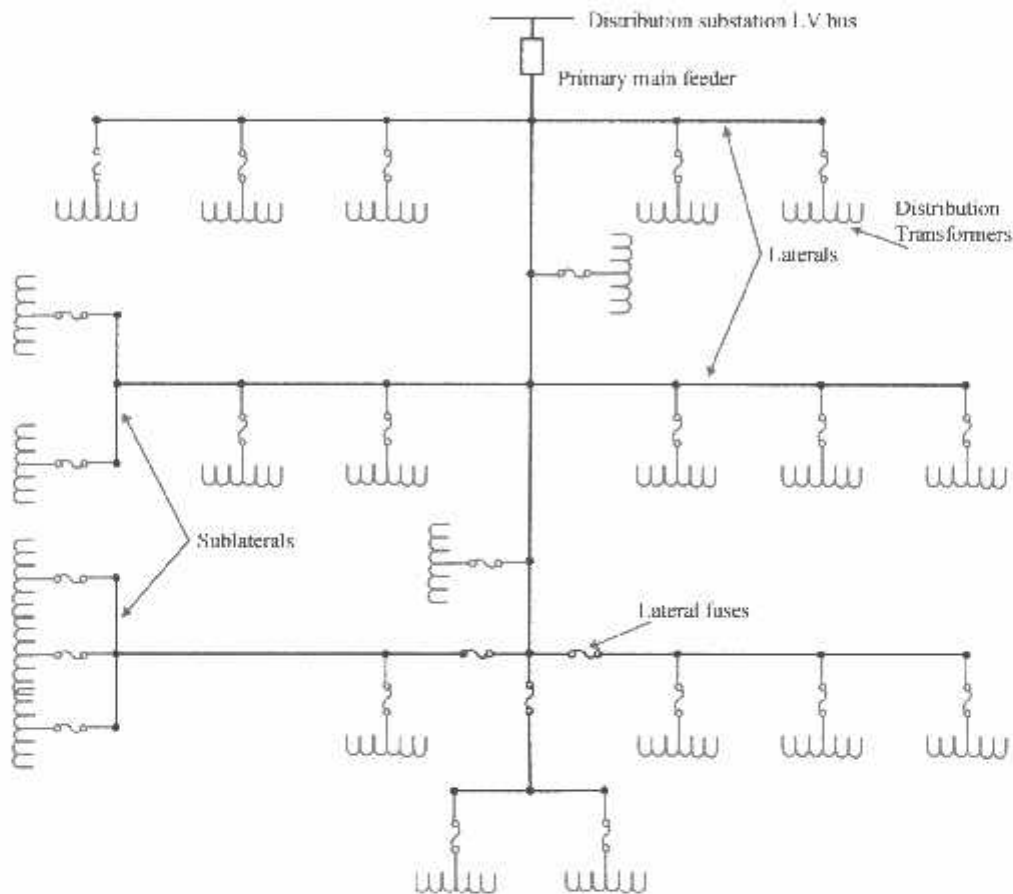 Distribution substation LV bus
Primary main feeder
Distribution
Transformers
Laterals
Sublaterals
Lateral fuses